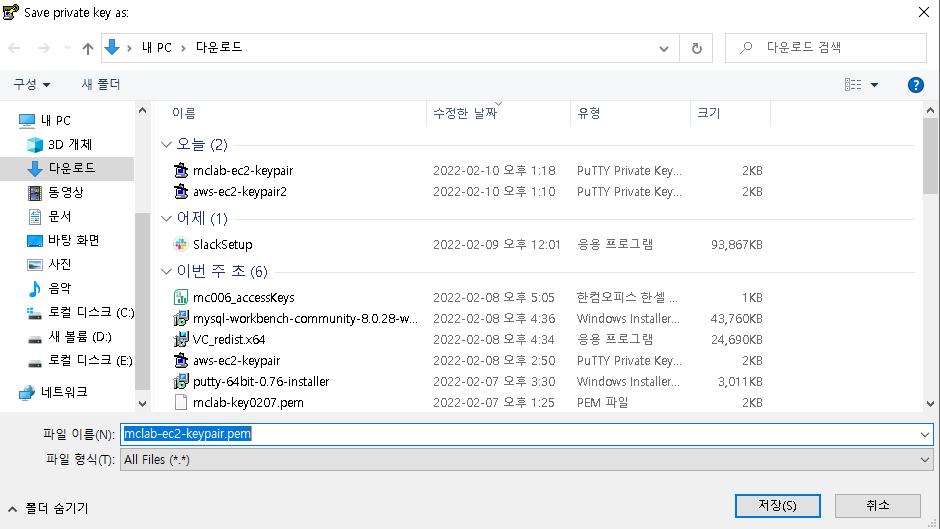 Save private key as:
내 PC › 다운로드
다운로드 검색
구성 새 폴더
이름 수정한 날짜 유형 크기
내 PC
3D 개체
다운로드
동영상
문서
바탕 화면
사진
음악
로컬 디스크 (C:)
새 볼륨 (D:)
로컬 디스크 (E:)
네트워크
오늘 (2)
mclab-ec2-keypair 2022-02-10 오후 1:18 PuTTY Private Key... 2KB
aws-ec2-keypair2 2022-02-10 오후 1:10 PuTTY Private Key... 2KB
어제 (1)
SlackSetup 2022-02-09 오후 12:01 응용 프로그램 93,867KB
이번 주 초 (6)
mc006_accessKeys 2022-02-08 오후 5:05 한컴오피스 한셀 ... 1KB
mysql-workbench-community-8.0.28-w... 2022-02-08 오후 4:36 Windows Installer... 43,760KB
VC_redist.x64 2022-02-08 오후 4:34 응용 프로그램 24,690KB
aws-ec2-keypair 2022-02-08 오후 2:50 PuTTY Private Key... 2KB
putty-64bit-0.76-installer 2022-02-07 오후 3:30 Windows Installer... 3,011KB
mclab-key0207.pem 2022-02-07 오후 1:25 PEM 파일 2KB
파일 이름(N): mclab-ec2-keypair.pem
파일 형식(T): All Files (*.*)
폴더 숨기기 저장(S) 취소